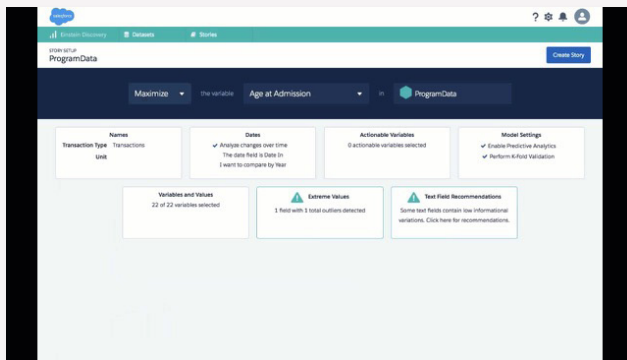 salesforce
Einstein Discovery Datasets Stories
STORY SETUP
ProgramData
Create Story
Maximize the variable Age at Admission in ProgramData
Names
Transaction Type Transactions
Unit
Dates
Analyze changes over time
The date field is Date In
I want to compare by Year
Actionable Variables
0 actionable variables selected
Model Settings
Enable Predictive Analytics
Perform K-Fold Validation
Variables and Values
22 of 22 variables selected
Extreme Values
1 field with 1 total outliers detected
Text Field Recommendations
Some text fields contain low informational
variations. Click here for recommendations.